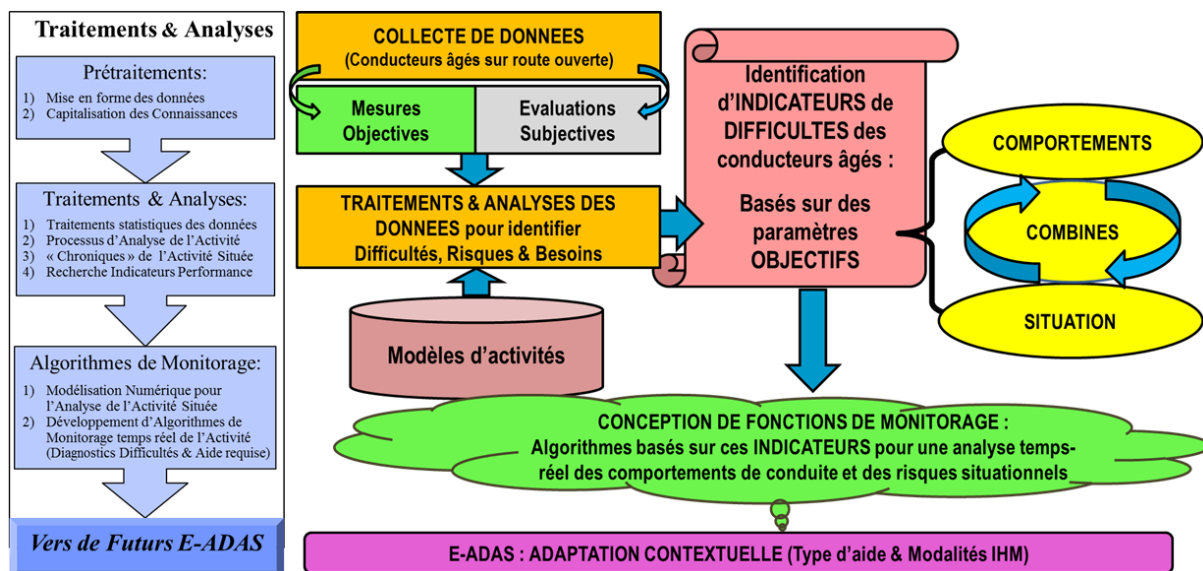 Traitements & Analyses
Prétraitements:
1) Mise en forme des données
2) Capitalisation des Connaissances
Traitements & Analyses:
1) Traitements statistiques des données
2) Processus d'Analyse de l'Activité
3) « Chroniques » de l'Activité Située
4) Recherche Indicateurs Performance
Algorithmes de Monitorage:
1) Modélisation Numérique pour
l'Analyse de l'Activité Située
2) Développement d'Algorithmes de
Monitorage temps réel de l'Activité
(Diagnostics Difficultés & Aide requise)
Vers de Futurs E-ADAS
COLLECTE DE DONNEES
(Conducteurs âgés sur route ouverte)
Mesures
Objectives
Evaluations
Subjectives
TRAITEMENTS & ANALYSES DES
DONNEES pour identifier
Difficultés, Risques & Besoins
Modèles d'activités
Identification
d'INDICATEURS de
DIFFICULTES des
conducteurs âgés :
Basés sur des
paramètres
OBJECTIFS
COMPORTEMENTS
COMBINES
SITUATION
CONCEPTION DE FONCTIONS DE MONITORAGE :
Algorithmes basés sur ces INDICATEURS pour une analyse temps-
réel des comportements de conduite et des risques situationnels
E-ADAS : ADAPTATION CONTEXTUELLE (Type d'aide & Modalités IHM)